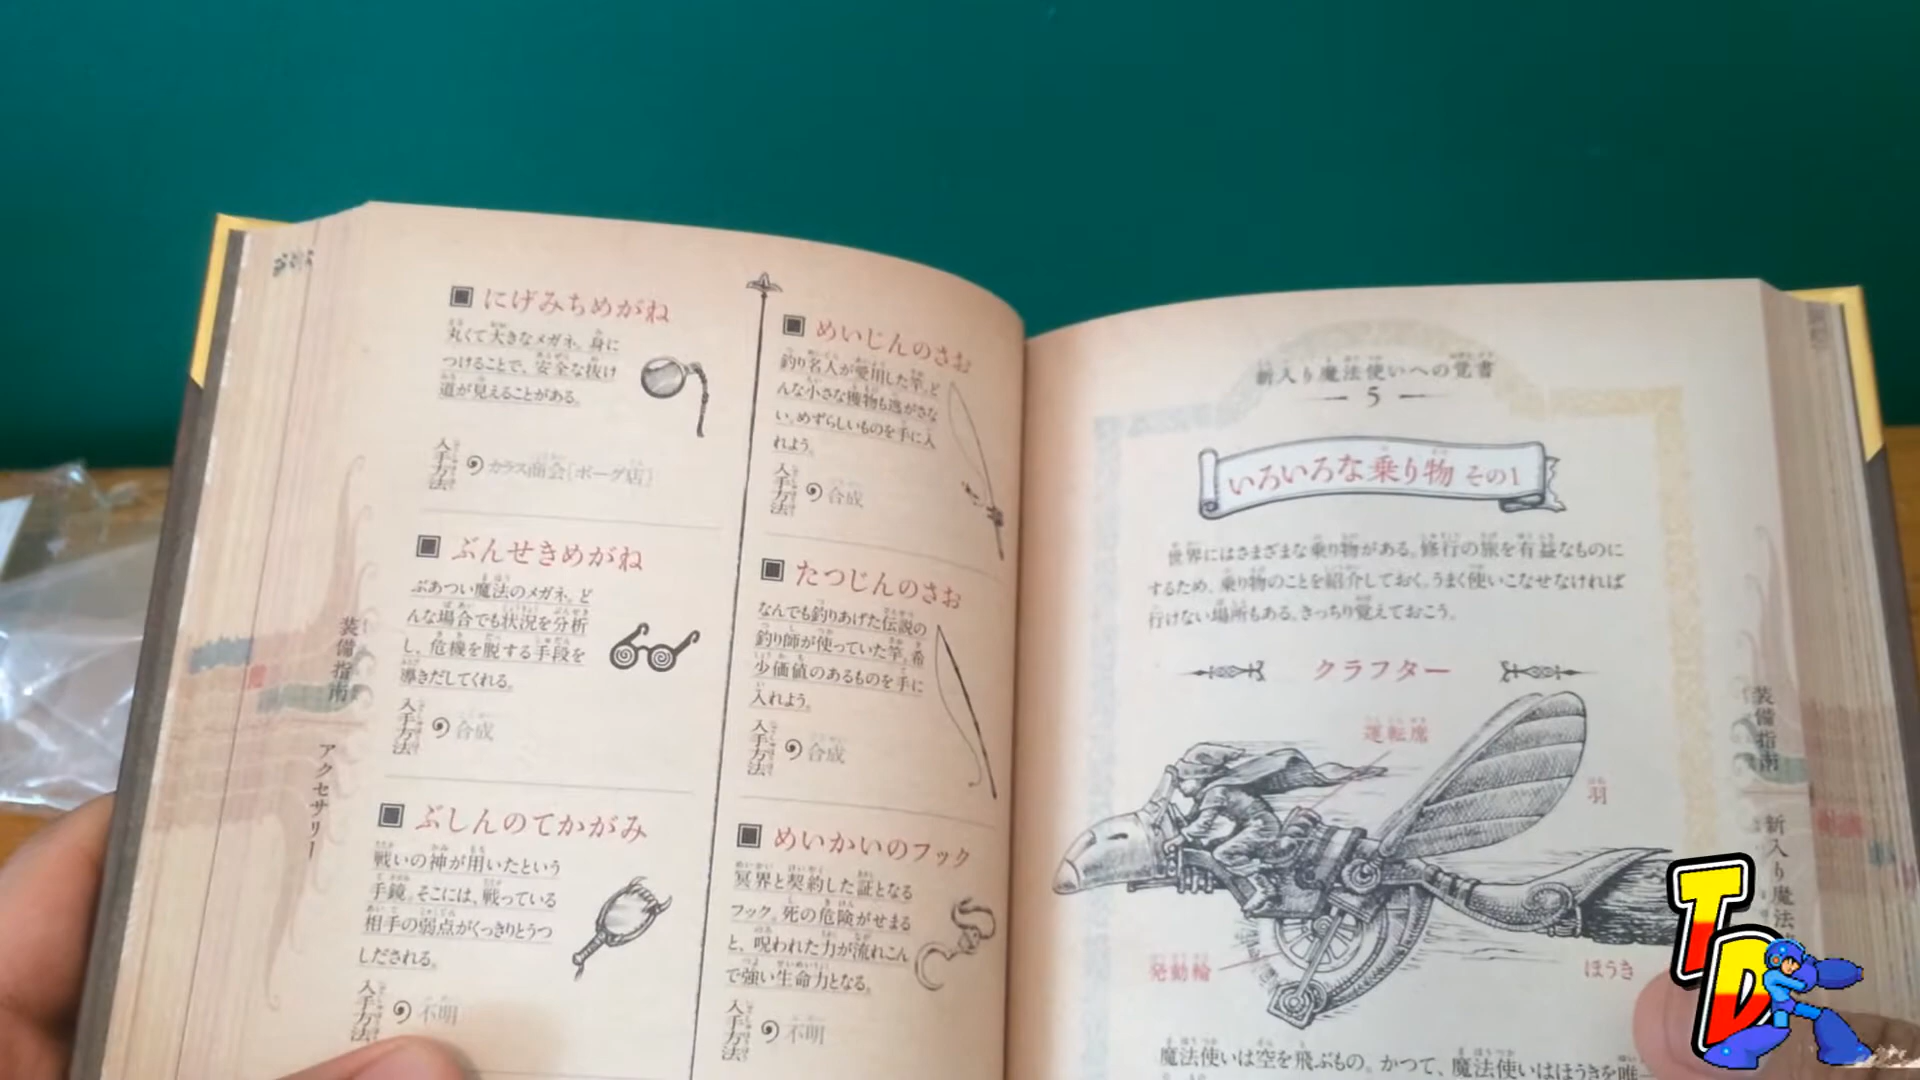 ■ にげみちめがね
丸くて大きなメガネ。身に
つけることで、安全な抜け
道が見えることがある。
入手方法 カラス商会［ボーグ店］
■ ぶんせきめがね
ぶあつい魔法のメガネ。ど
んな場合でも状況を分析
し、危機を脱する手段を
導きだしてくれる。
入手方法 合成
■ ぶしんのてかがみ
戦いの神が用いたという
手鏡。そこには、戦っている
相手の弱点がくっきりとうつ
しだされる。
入手方法 不明
■ めいじんのさお
釣り名人が愛用した竿。ど
んな小さな獲物も逃がさな
い。めずらしいものを手に入
れよう。
入手方法 合成
■ たつじんのさお
なんでも釣りあげた伝説の
釣り師が使っていた竿。希
少価値のあるものを手に
入れよう。
入手方法 合成
■ めいかいのフック
冥界と契約した証となる
フック。死の危険がせまる
と、呪われた力が流れこん
で強い生命力となる。
入手方法 不明
装備指南
アクセサリー
新入り魔法使いへの覚書
5
いろいろな乗り物 その1
世界にはさまざまな乗り物がある。修行の旅を有益なものに
するため、乗り物のことを紹介しておく。うまく使いこなせなければ
行けない場所もある。きっちり覚えておこう。
クラフター
運転席
羽
発動輪
ほうき
魔法使いは空を飛ぶもの。かつて、魔法使いはほうきを唯一
装備指南
新入り魔法
TD